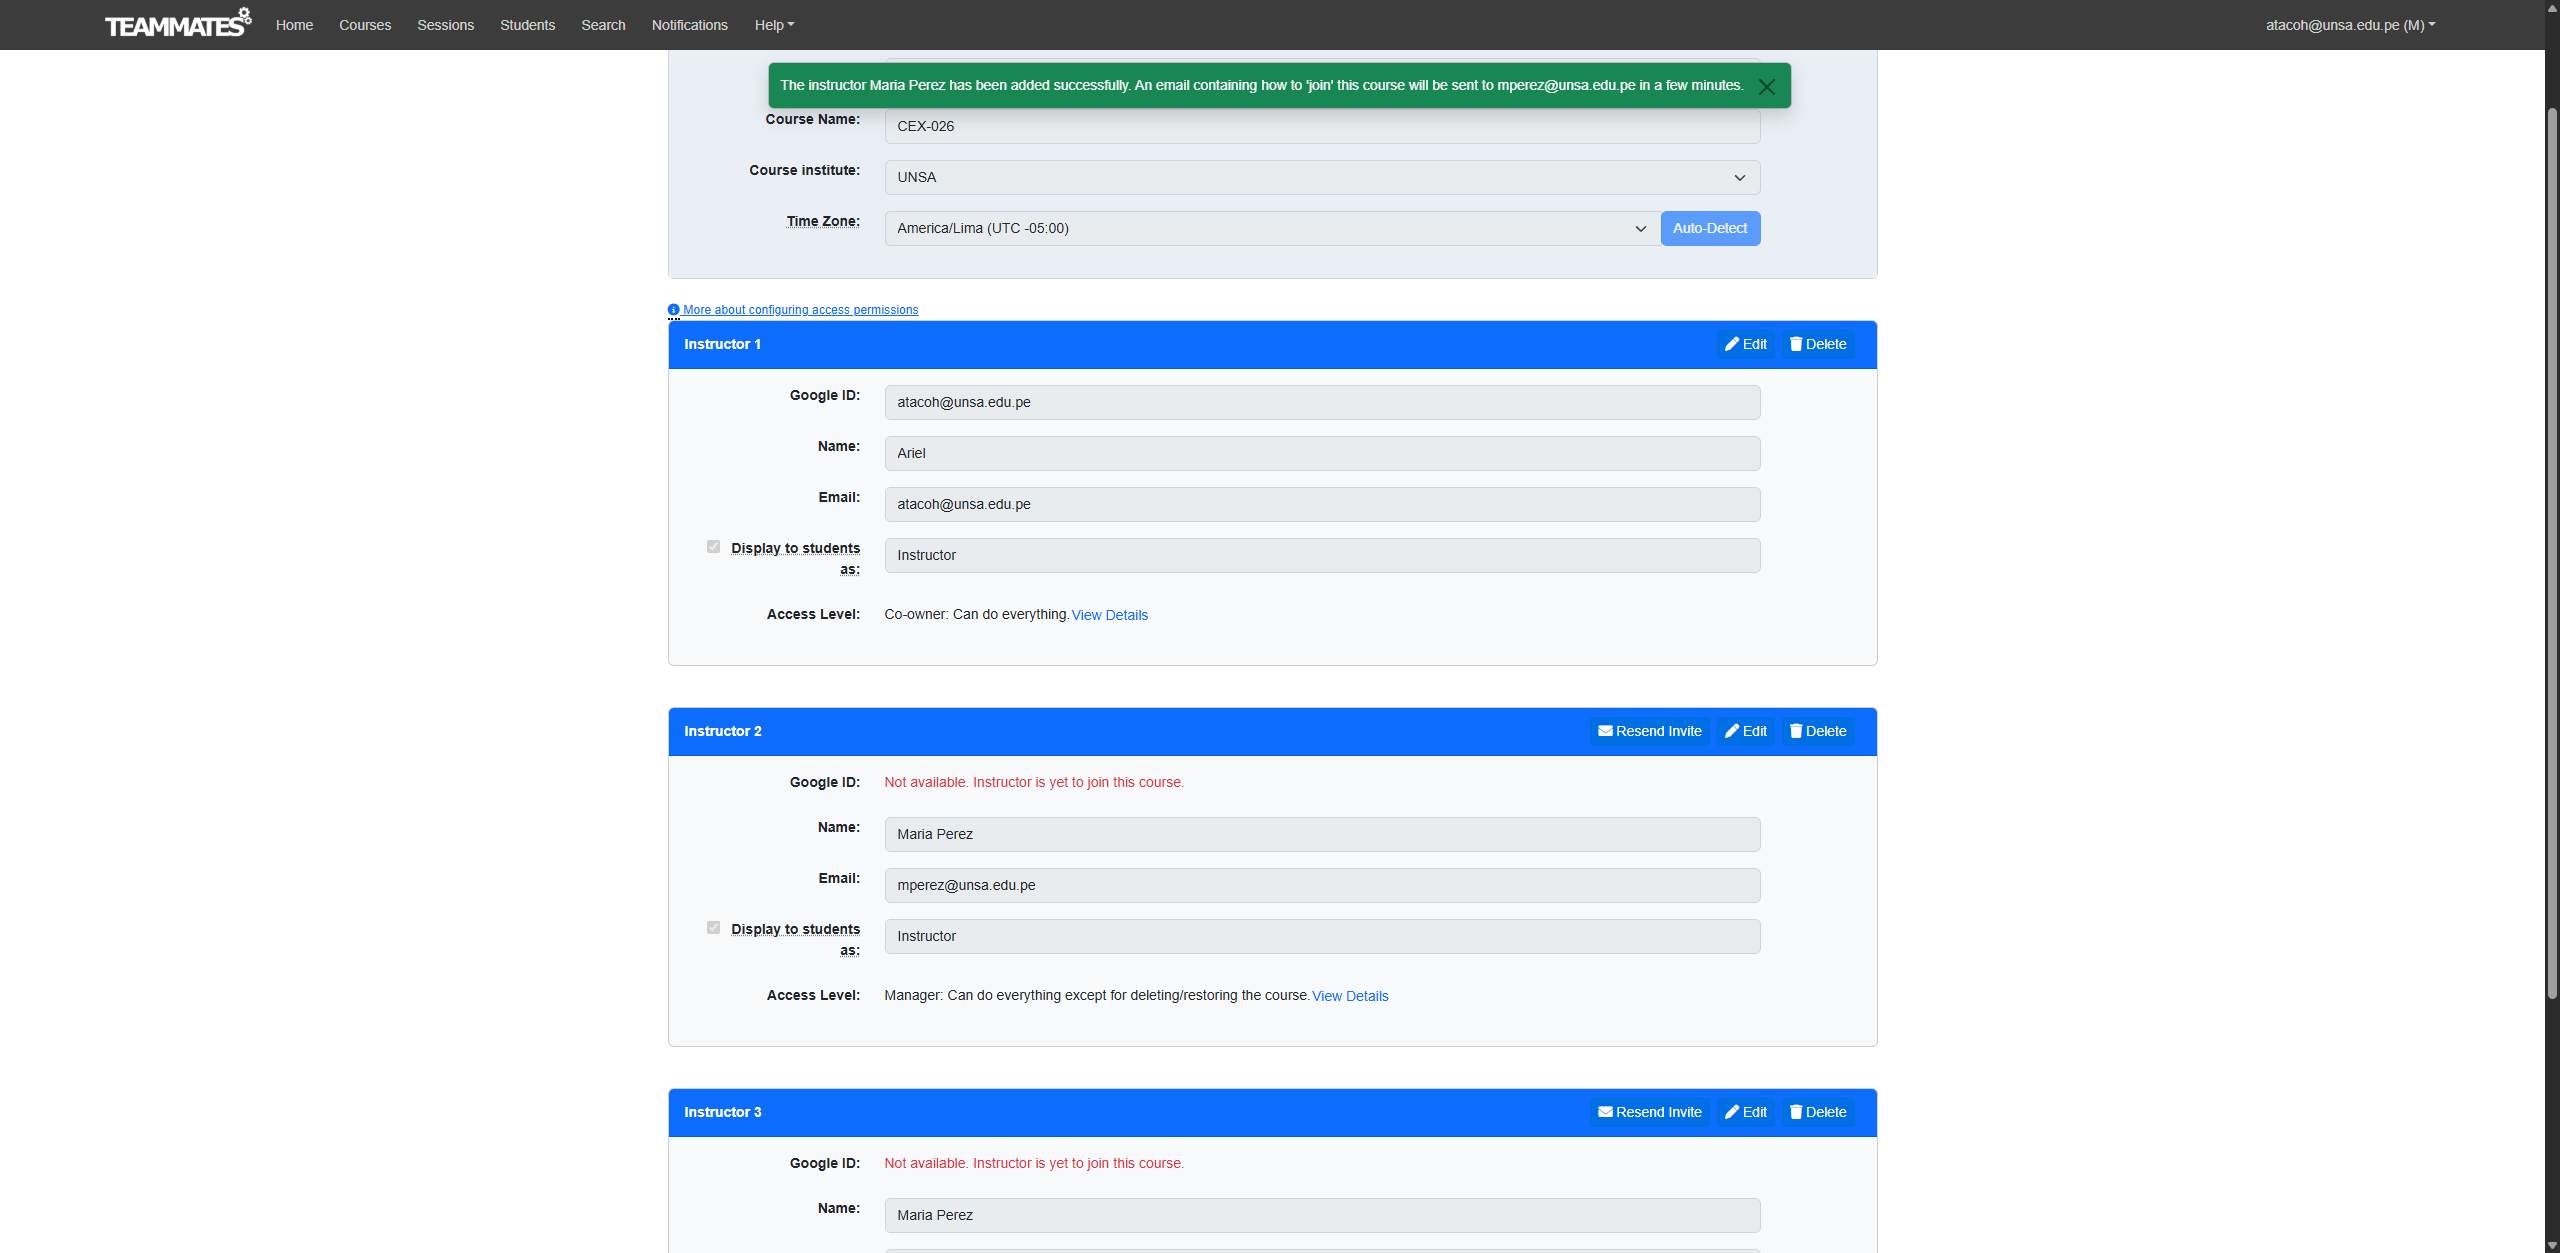 TEAMMATES Home Courses Sessions Students Search Notifications Help atacoh@unsa.edu.pe (M)
The instructor Maria Perez has been added successfully. An email containing how to 'join' this course will be sent to mperez@unsa.edu.pe in a few minutes.
Course Name: CEX-026
Course institute: UNSA
Time Zone: America/Lima (UTC -05:00) Auto-Detect
More about configuring access permissions
Instructor 1 Edit Delete
Google ID: atacoh@unsa.edu.pe
Name: Ariel
Email: atacoh@unsa.edu.pe
Display to students as: Instructor
Access Level: Co-owner: Can do everything. View Details
Instructor 2 Resend Invite Edit Delete
Google ID: Not available. Instructor is yet to join this course.
Name: Maria Perez
Email: mperez@unsa.edu.pe
Display to students as: Instructor
Access Level: Manager: Can do everything except for deleting/restoring the course. View Details
Instructor 3 Resend Invite Edit Delete
Google ID: Not available. Instructor is yet to join this course.
Name: Maria Perez